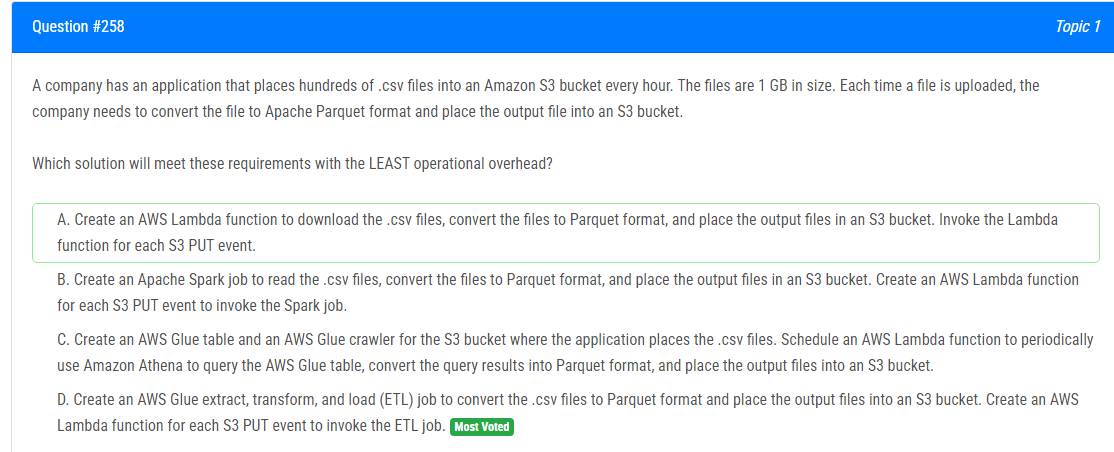 Question #258 Topic 1
A company has an application that places hundreds of .csv files into an Amazon S3 bucket every hour. The files are 1 GB in size. Each time a file is uploaded, the
company needs to convert the file to Apache Parquet format and place the output file into an S3 bucket.
Which solution will meet these requirements with the LEAST operational overhead?
A. Create an AWS Lambda function to download the .csv files, convert the files to Parquet format, and place the output files in an S3 bucket. Invoke the Lambda
function for each S3 PUT event.
B. Create an Apache Spark job to read the .csv files, convert the files to Parquet format, and place the output files in an S3 bucket. Create an AWS Lambda function
for each S3 PUT event to invoke the Spark job.
C. Create an AWS Glue table and an AWS Glue crawler for the S3 bucket where the application places the .csv files. Schedule an AWS Lambda function to periodically
use Amazon Athena to query the AWS Glue table, convert the query results into Parquet format, and place the output files into an S3 bucket.
D. Create an AWS Glue extract, transform, and load (ETL) job to convert the .csv files to Parquet format and place the output files into an S3 bucket. Create an AWS
Lambda function for each S3 PUT event to invoke the ETL job. Most Voted